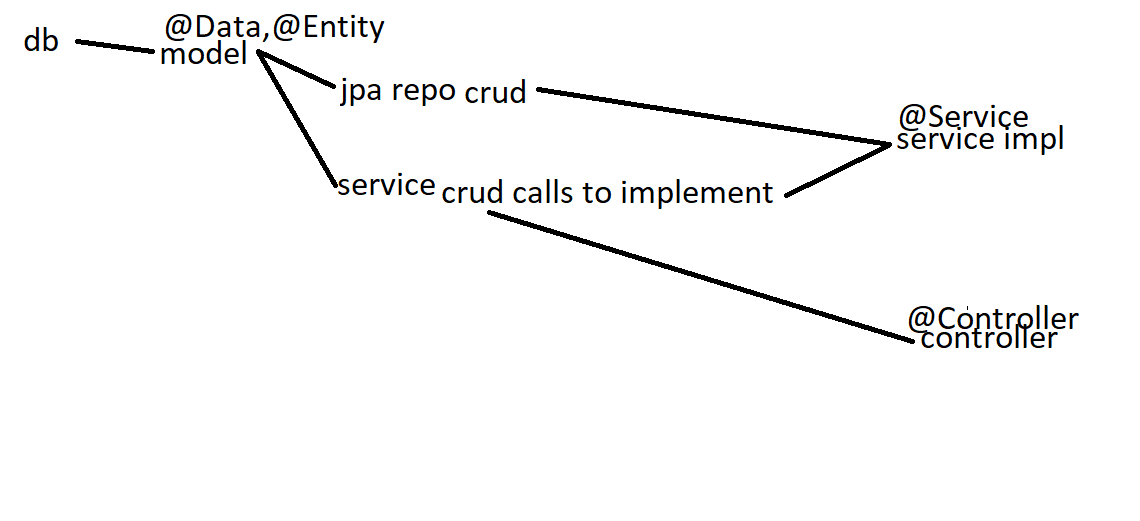 db
@Data,@Entity
model
jpa repo crud
@Service
service impl
service crud calls to implement
@Controller
controller